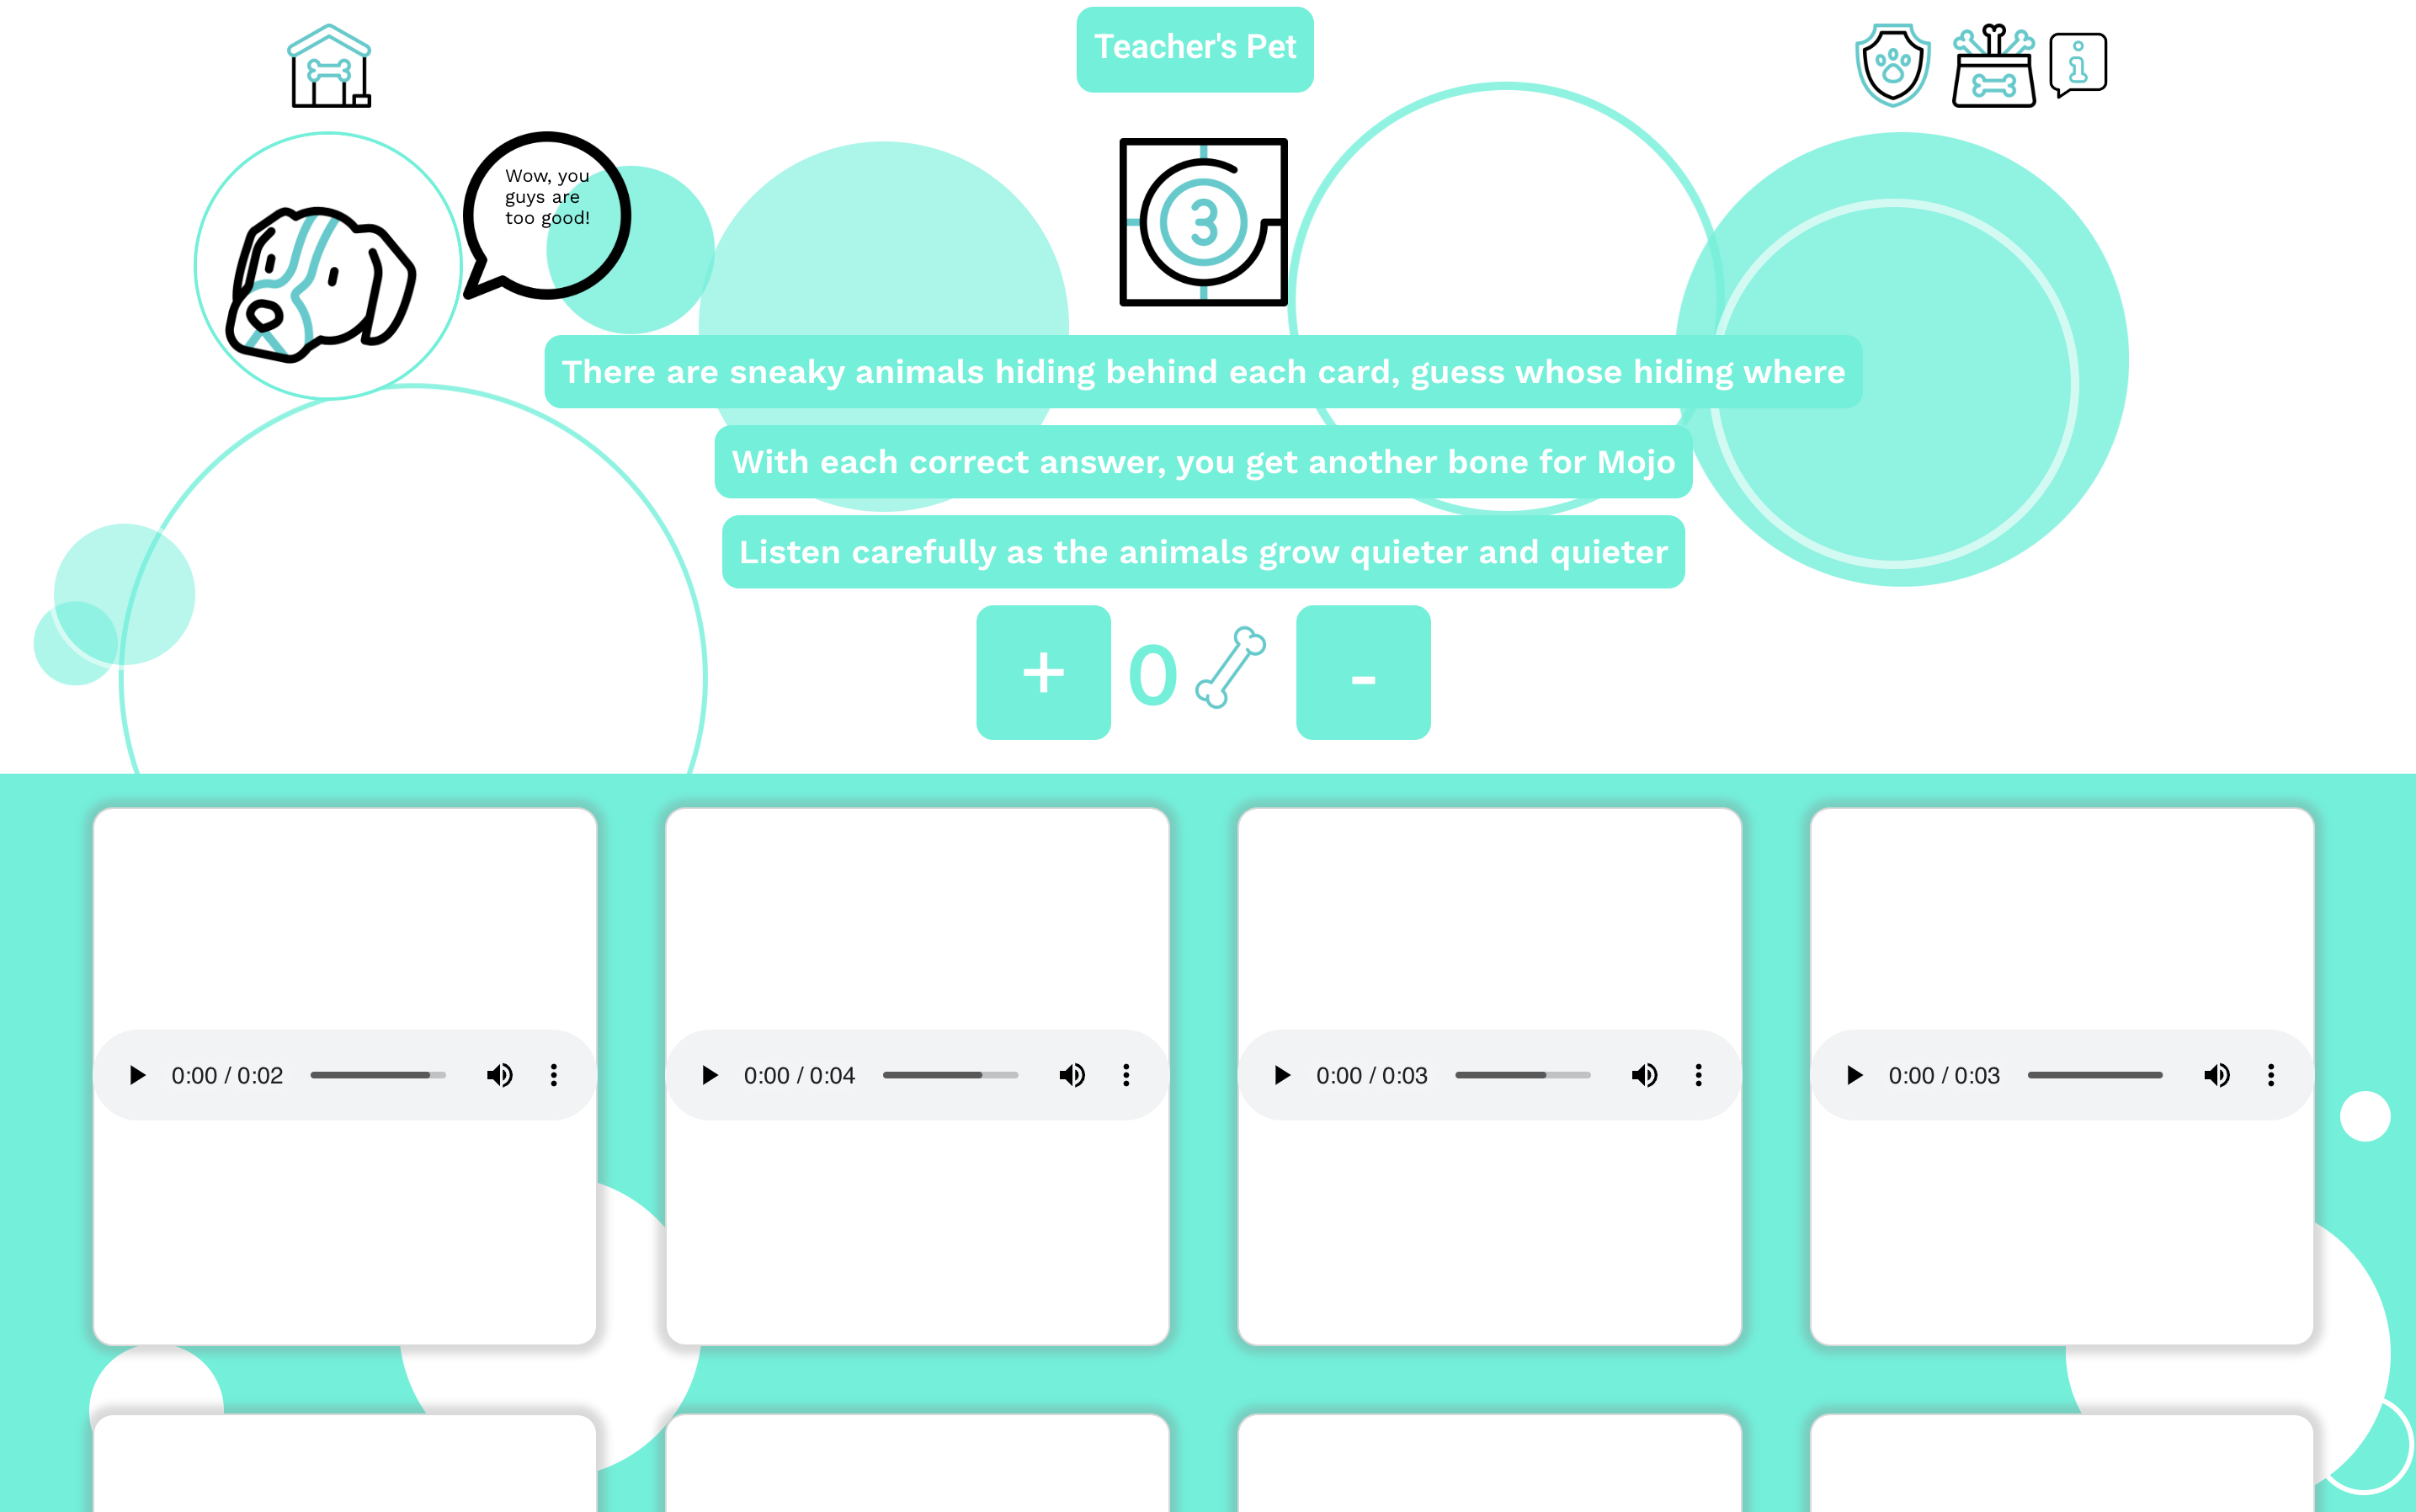 Teacher's Pet
Wow, you
guys are
too good!
3
There are sneaky animals hiding behind each card, guess whose hiding where
With each correct answer, you get another bone for Mojo
Listen carefully as the animals grow quieter and quieter
+ 0 -
0:00 / 0:02
0:00 / 0:04
0:00 / 0:03
0:00 / 0:03